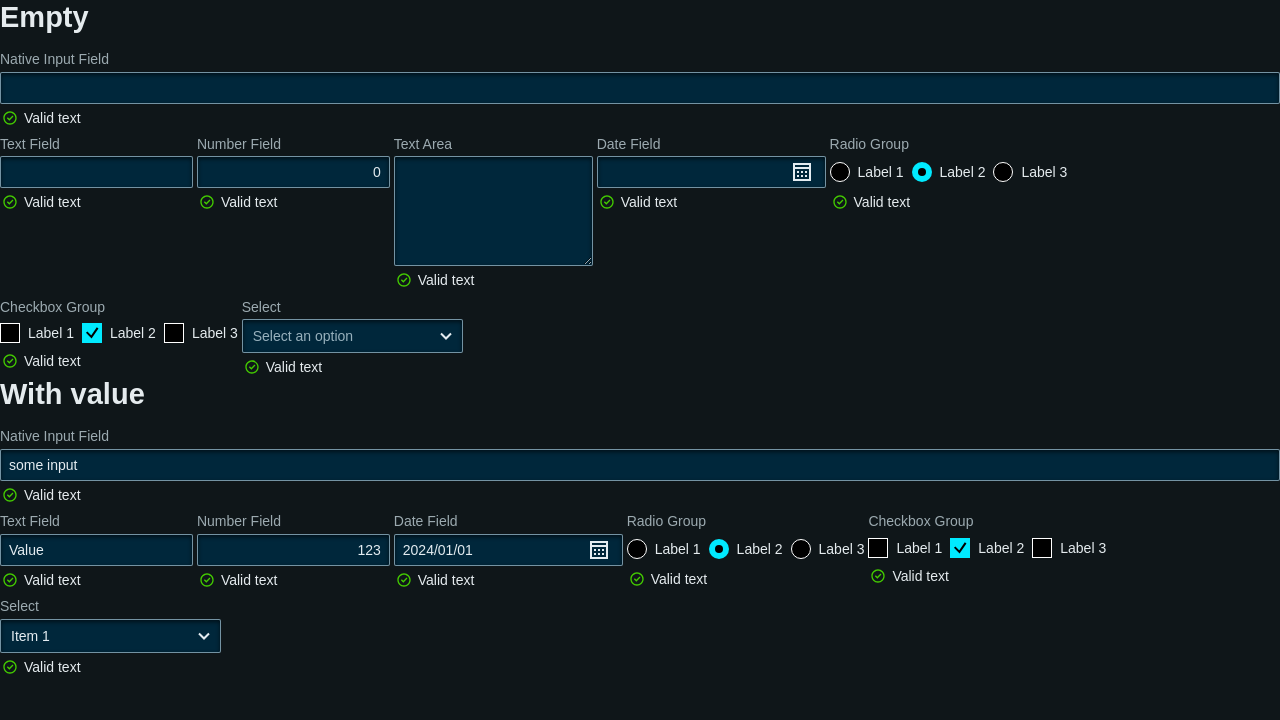 Empty
Native Input Field
Valid text
Text Field Number Field Text Area Date Field Radio Group
0 Label 1 Label 2 Label 3
Valid text Valid text Valid text Valid text
Valid text
Checkbox Group Select
Label 1 Label 2 Label 3 Select an option
Valid text Valid text
With value
Native Input Field
some input
Valid text
Text Field Number Field Date Field Radio Group Checkbox Group
Value 123 2024/01/01 Label 1 Label 2 Label 3 Label 1 Label 2 Label 3
Valid text Valid text Valid text Valid text Valid text
Select
Item 1
Valid text